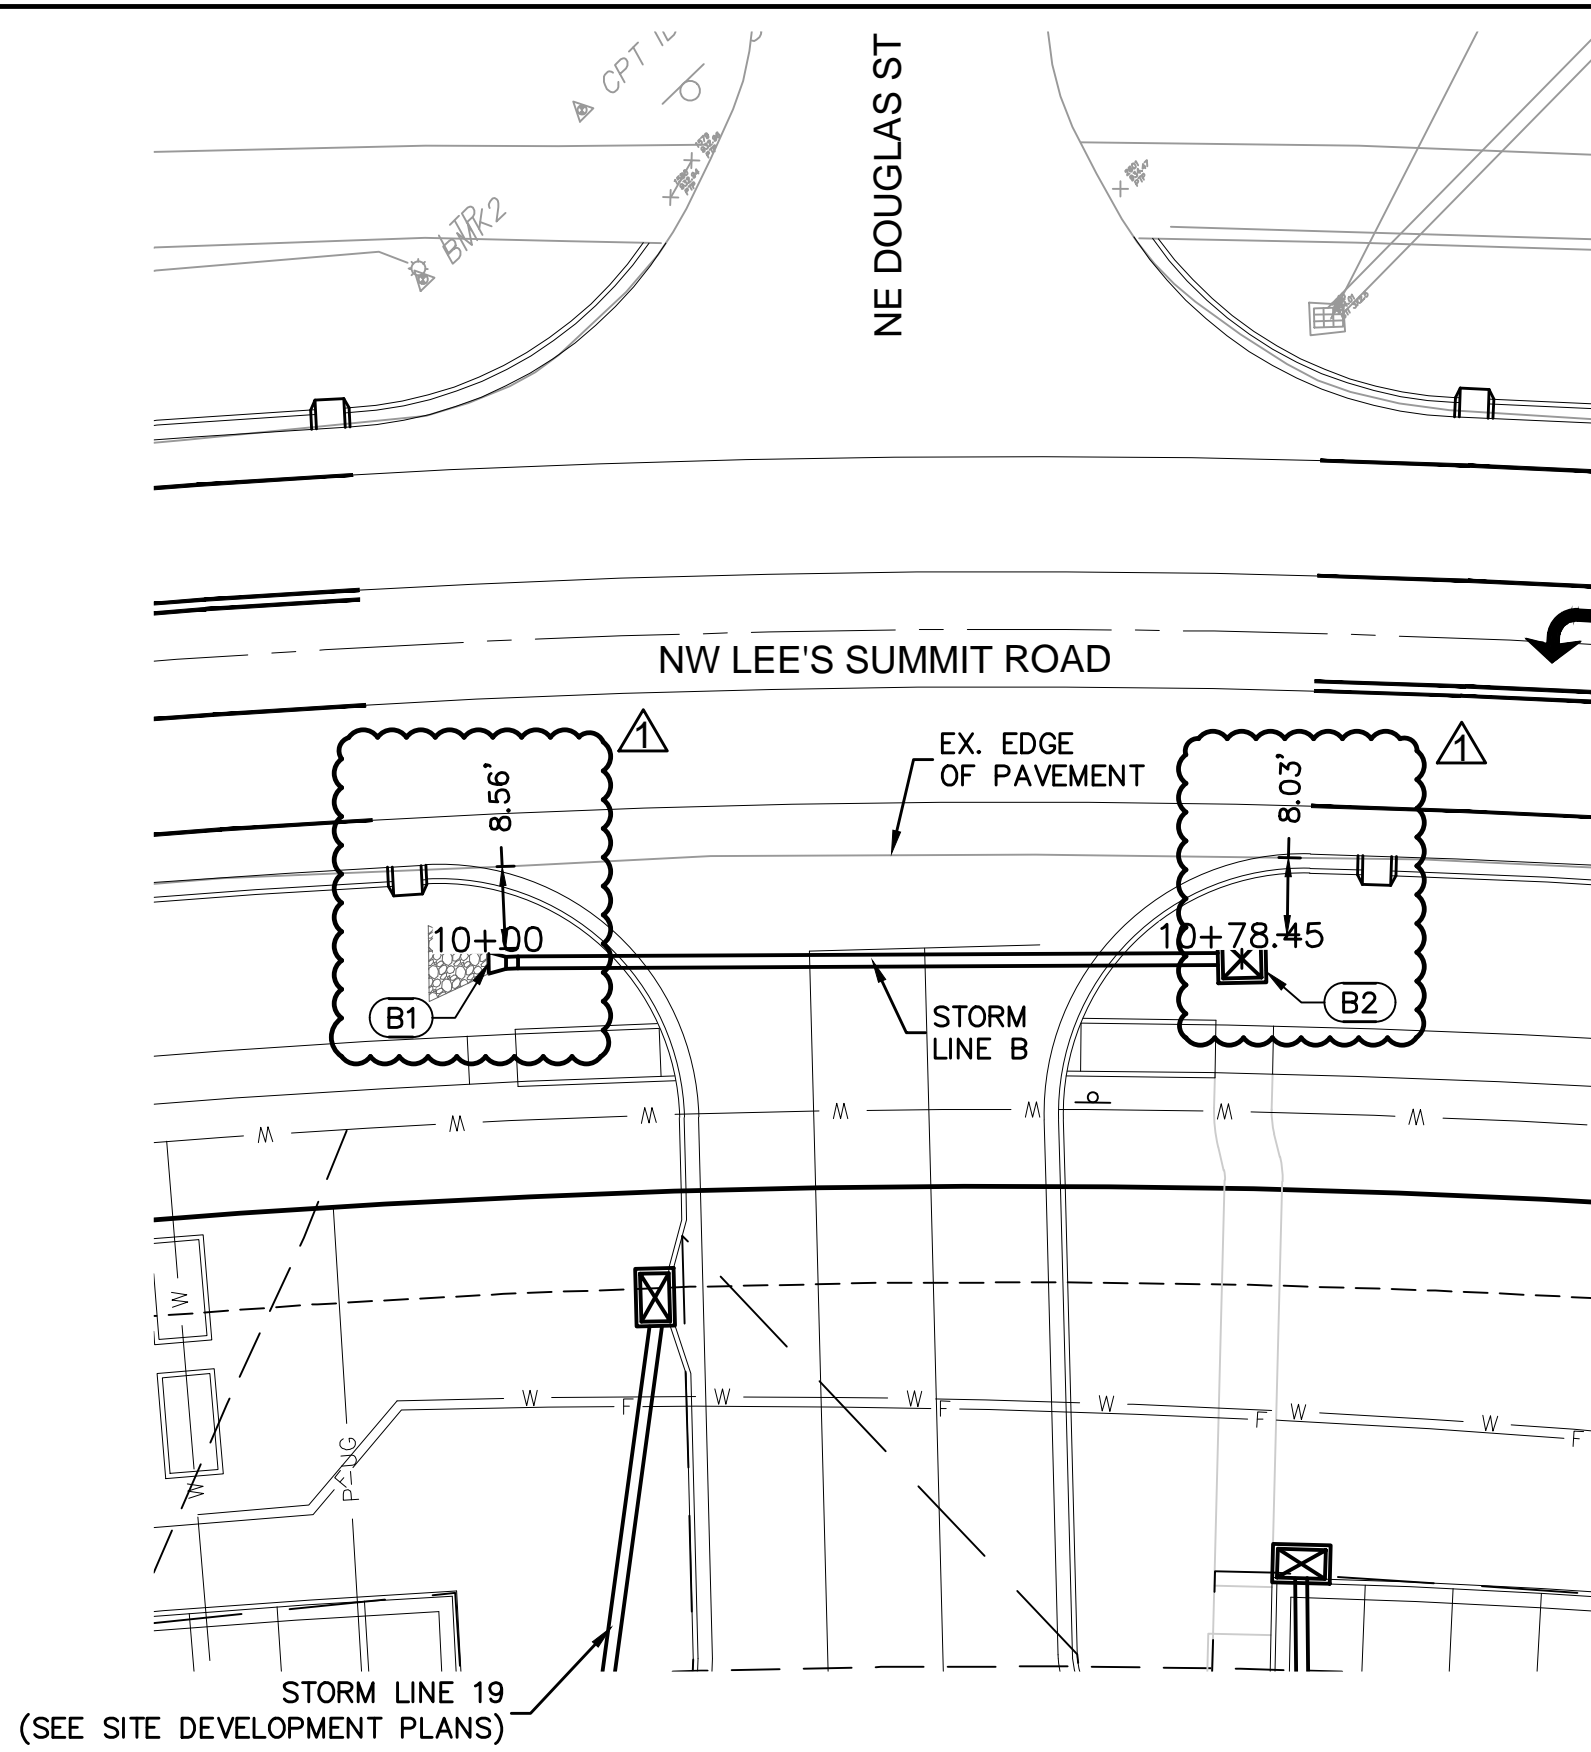 CPT
BMK2
NE DOUGLAS ST
NW LEE'S SUMMIT ROAD
1
1
8.56'
8.03'
EX. EDGE
OF PAVEMENT
10+00
10+78.45
B1
B2
STORM
LINE B
W W W W W W W
W
W
W W W W W W
F F F F
P-UG
F
STORM LINE 19
(SEE SITE DEVELOPMENT PLANS)